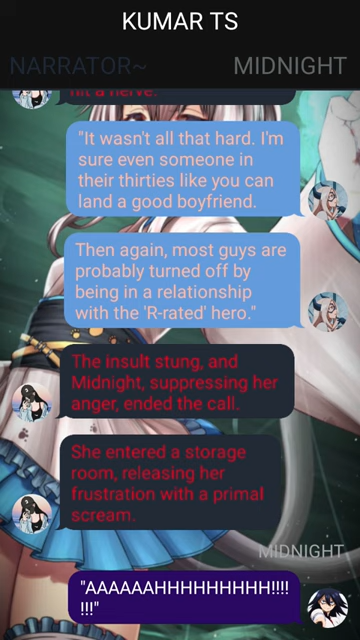 KUMAR TS
NARRATOR~ MIDNIGHT
hit a nerve.
"It wasn't all that hard. I'm
sure even someone in
their thirties like you can
land a good boyfriend.
Then again, most guys are
probably turned off by
being in a relationship
with the 'R-rated' hero."
The insult stung, and
Midnight, suppressing her
anger, ended the call.
She entered a storage
room, releasing her
frustration with a primal
scream.
MIDNIGHT
"AAAAAAHHHHHHHHH!!!!
!!!"